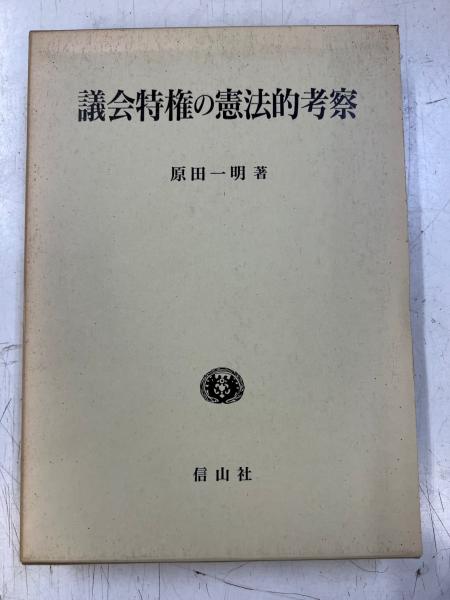 議会特権の憲法的考察
原田一明 著
信山社